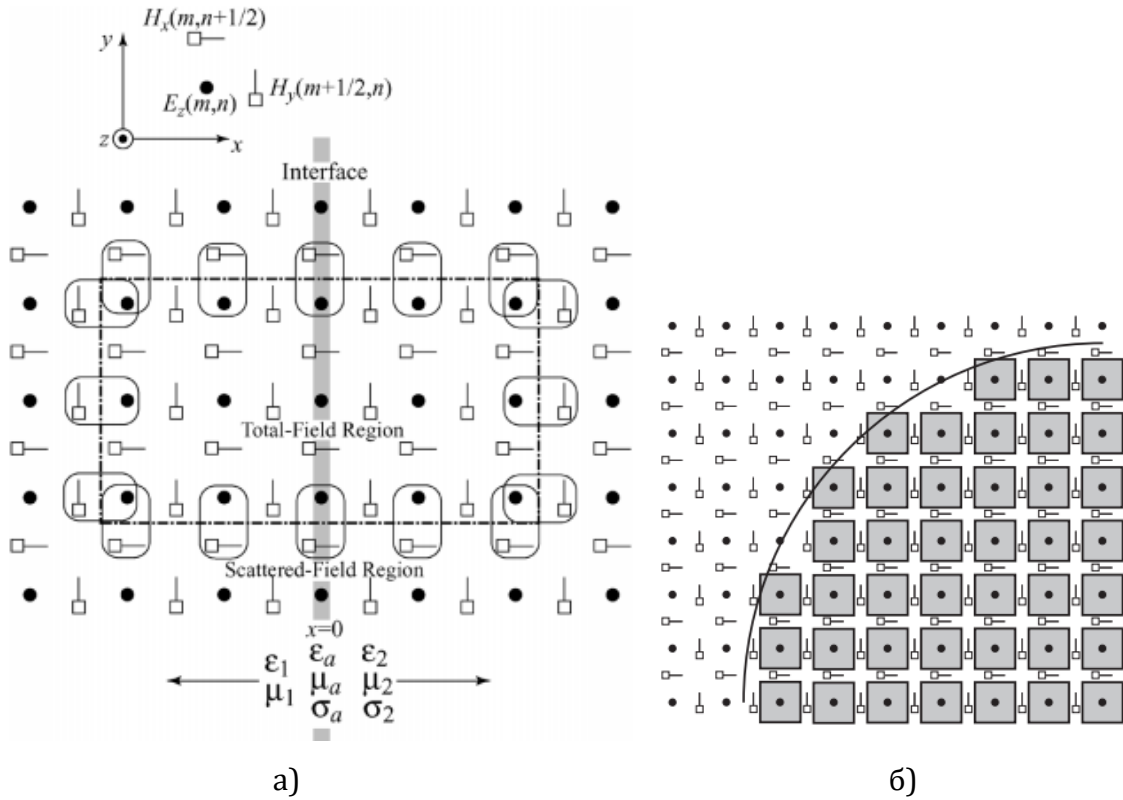 Hx(m,n+1/2)
y
Ez(m,n)
Hy(m+1/2,n)
z
x
Interface
Total-Field Region
Scattered-Field Region
x=0
ε1 εa ε2
μ1 μa μ2
σa σ2
а)
б)